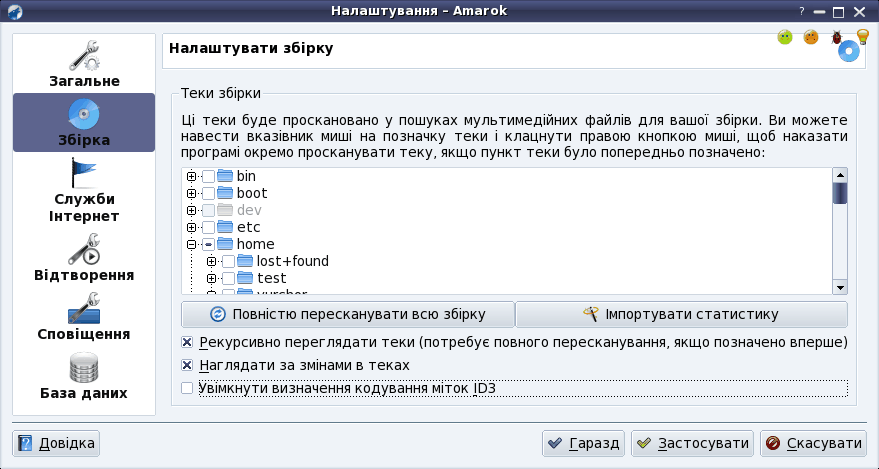 Налаштування – Amarok
?
Загальне
Збірка
Служби
Інтернет
Відтворення
Сповіщення
База даних
Налаштувати збірку
Теки збірки
Ці теки буде проскановано у пошуках мультимедійних файлів для вашої збірки. Ви можете
навести вказівник миші на позначку теки і клацнути правою кнопкою миші, щоб наказати
програмі окремо просканувати теку, якщо пункт теки було попередньо позначено:
bin
boot
dev
etc
home
lost+found
test
Повністю пересканувати всю збірку
Імпортувати статистику
Рекурсивно переглядати теки (потребує повного пересканування, якщо позначено вперше)
Наглядати за змінами в теках
Увімкнути визначення кодування міток ID3
Довідка
Гаразд
Застосувати
Скасувати